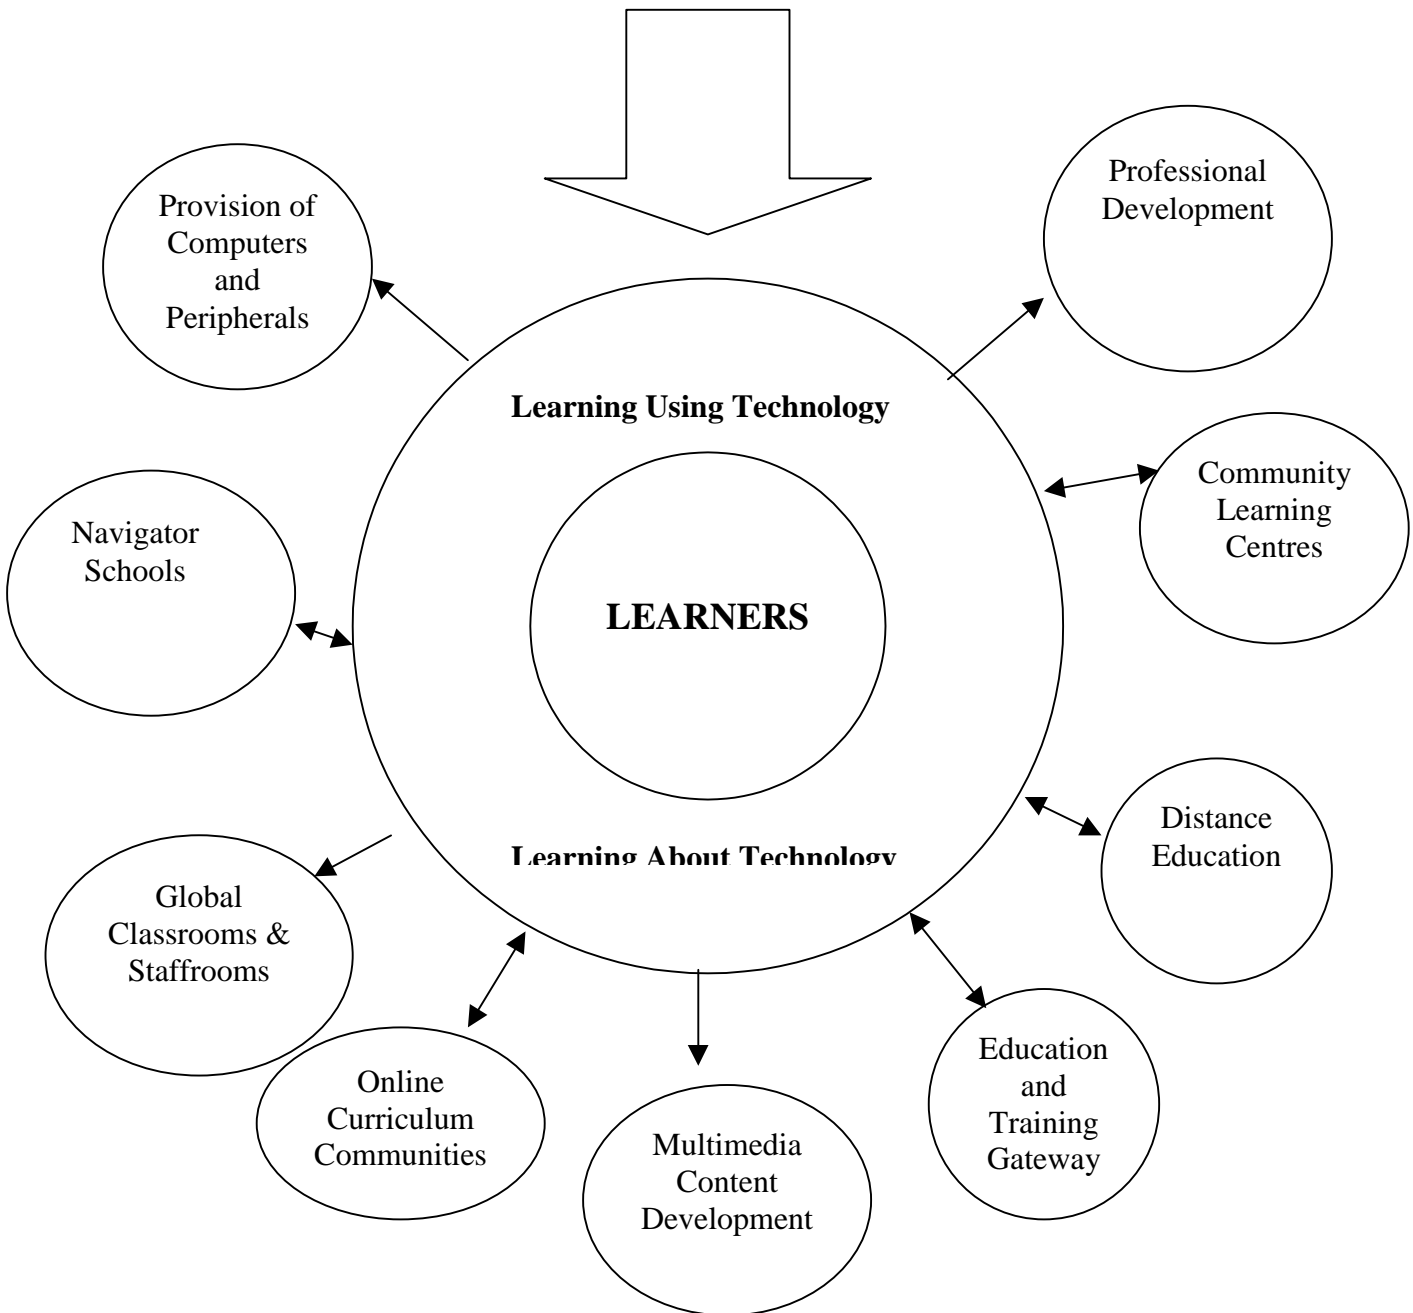 Professional
Development
Provision of
Computers
and
Peripherals
Learning Using Technology
Community
Learning
Centres
Navigator
Schools
LEARNERS
Distance
Education
Learning About Technology
Global
Classrooms &
Staffrooms
Education
and
Training
Gateway
Online
Curriculum
Communities
Multimedia
Content
Development